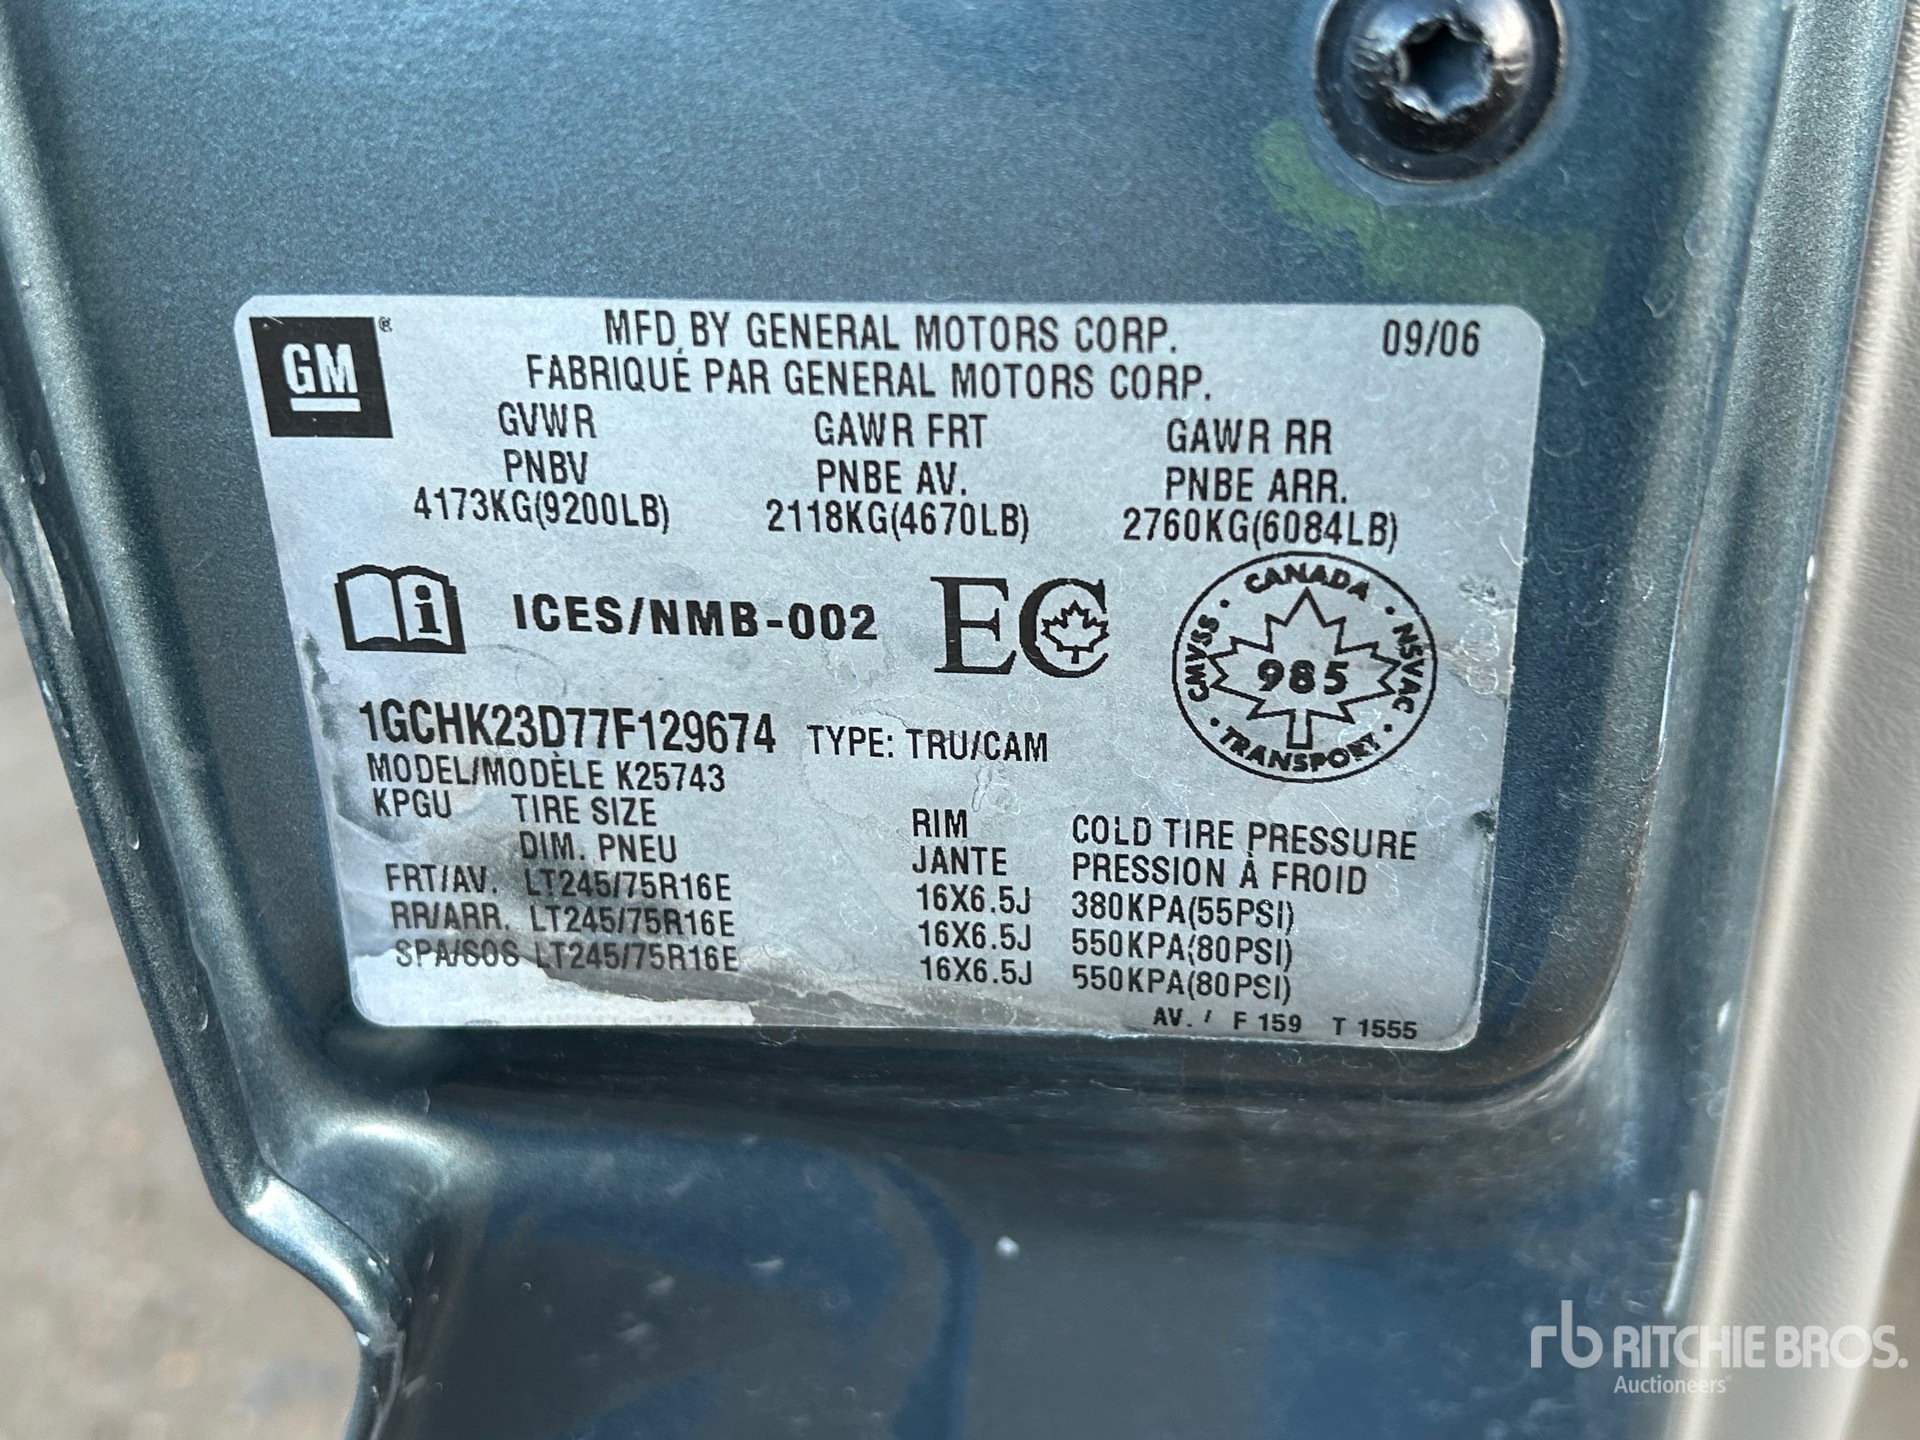 GM
MFD BY GENERAL MOTORS CORP. 09/06
FABRIQUÉ PAR GENERAL MOTORS CORP.
GVWR GAWR FRT GAWR RR
PNBV PNBE AV. PNBE ARR.
4173KG(9200LB) 2118KG(4670LB) 2760KG(6084LB)
i ICES/NMB-002 EC
CANADA · NSVAC · TRANSPORT · CMVSS ·
985
1GCHK23D77F129674 TYPE: TRU/CAM
MODEL/MODÈLE K25743
KPGU TIRE SIZE RIM COLD TIRE PRESSURE
DIM. PNEU JANTE PRESSION À FROID
FRT/AV. LT245/75R16E 16X6.5J 380KPA(55PSI)
RR/ARR. LT245/75R16E 16X6.5J 550KPA(80PSI)
SPA/SOS LT245/75R16E 16X6.5J 550KPA(80PSI)
AV. / F 159 T 1555
rb RITCHIE BROS.
Auctioneers